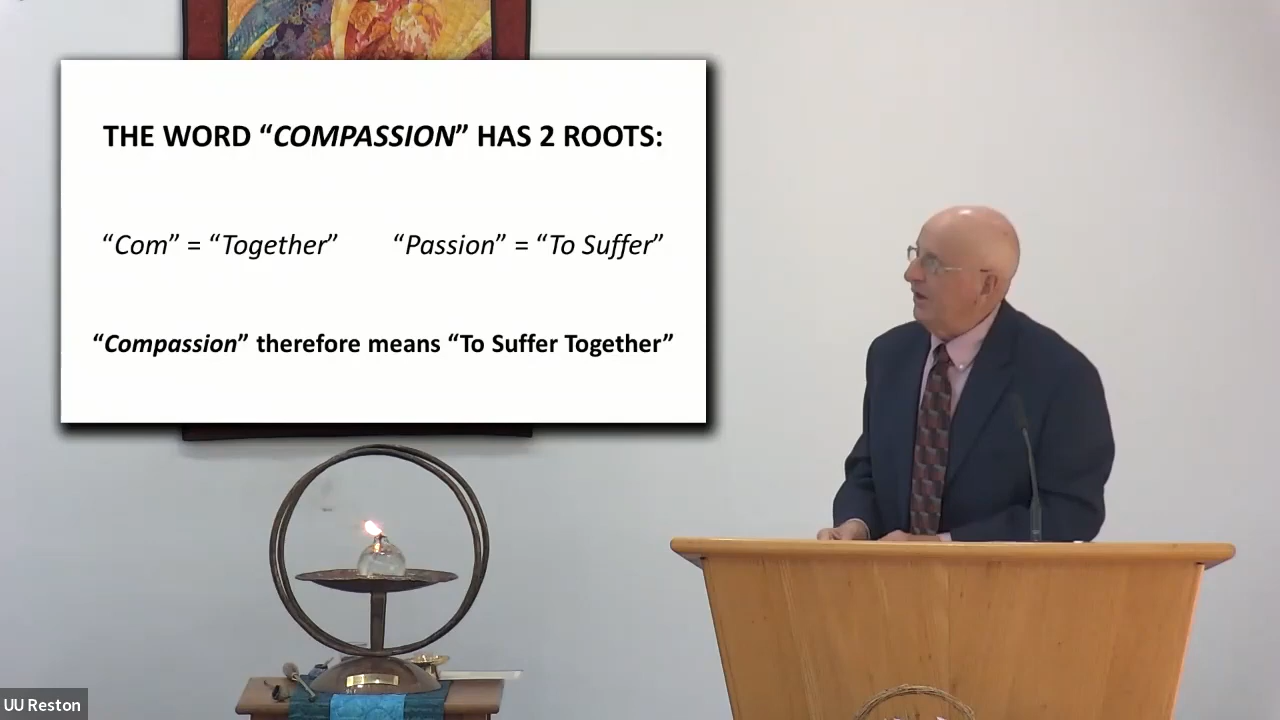 THE WORD “COMPASSION” HAS 2 ROOTS:
“Com” = “Together” “Passion” = “To Suffer”
“Compassion” therefore means “To Suffer Together”
UU Reston